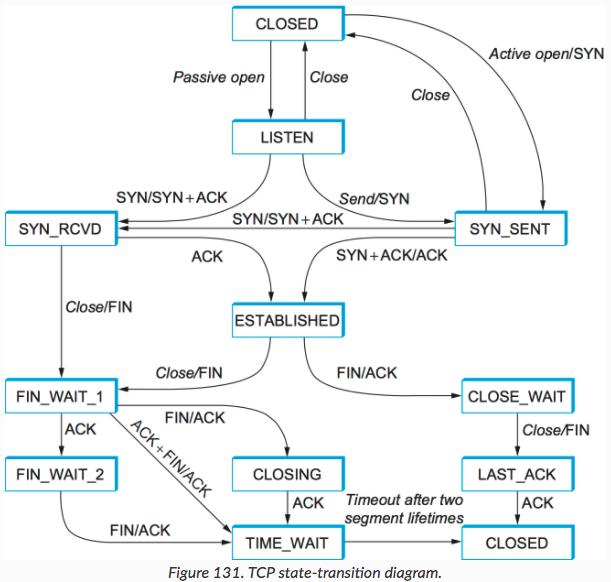 CLOSED
Active open/SYN
Passive open
Close
Close
LISTEN
SYN/SYN+ACK
Send/SYN
SYN/SYN+ACK
SYN_RCVD
SYN_SENT
ACK
SYN+ACK/ACK
Close/FIN
ESTABLISHED
Close/FIN
FIN/ACK
FIN_WAIT_1
CLOSE_WAIT
FIN/ACK
ACK
ACK+FIN/ACK
Close/FIN
FIN_WAIT_2
CLOSING
LAST_ACK
ACK
Timeout after two
segment lifetimes
ACK
FIN/ACK
TIME_WAIT
CLOSED
Figure 131. TCP state-transition diagram.